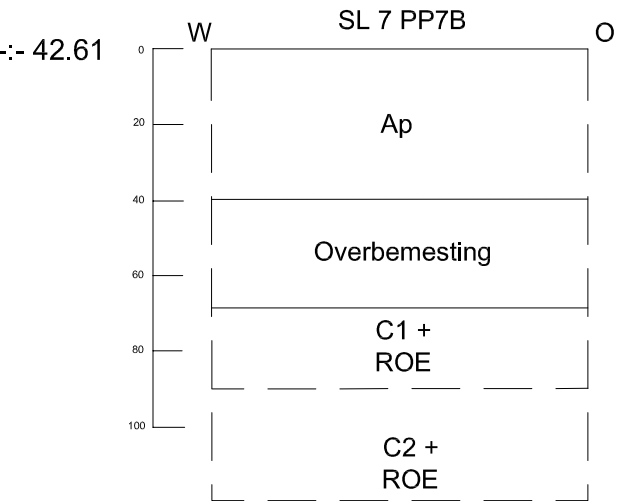 SL 7 PP7B
W
O
-:- 42.61
0
20
40
60
80
100
Ap
Overbemesting
C1 +
ROE
C2 +
ROE